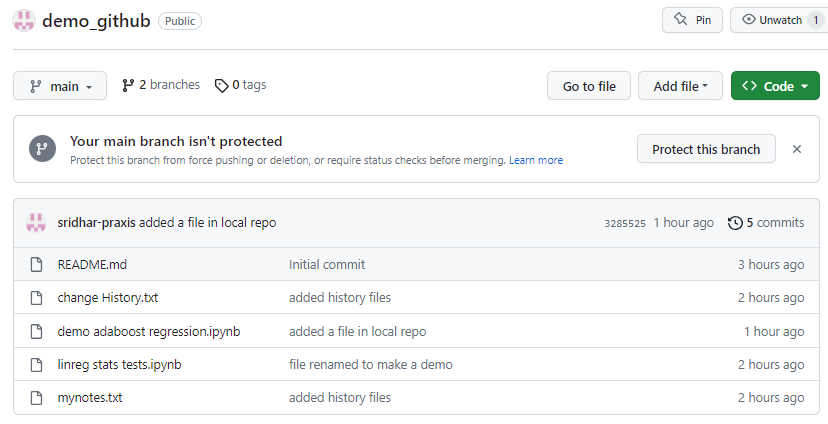 demo_github Public Pin Unwatch 1
main 2 branches 0 tags Go to file Add file Code
Your main branch isn't protected
Protect this branch from force pushing or deletion, or require status checks before merging. Learn more
Protect this branch
sridhar-praxis added a file in local repo 3285525 1 hour ago 5 commits
README.md Initial commit 3 hours ago
change History.txt added history files 2 hours ago
demo adaboost regression.ipynb added a file in local repo 1 hour ago
linreg stats tests.ipynb file renamed to make a demo 2 hours ago
mynotes.txt added history files 2 hours ago